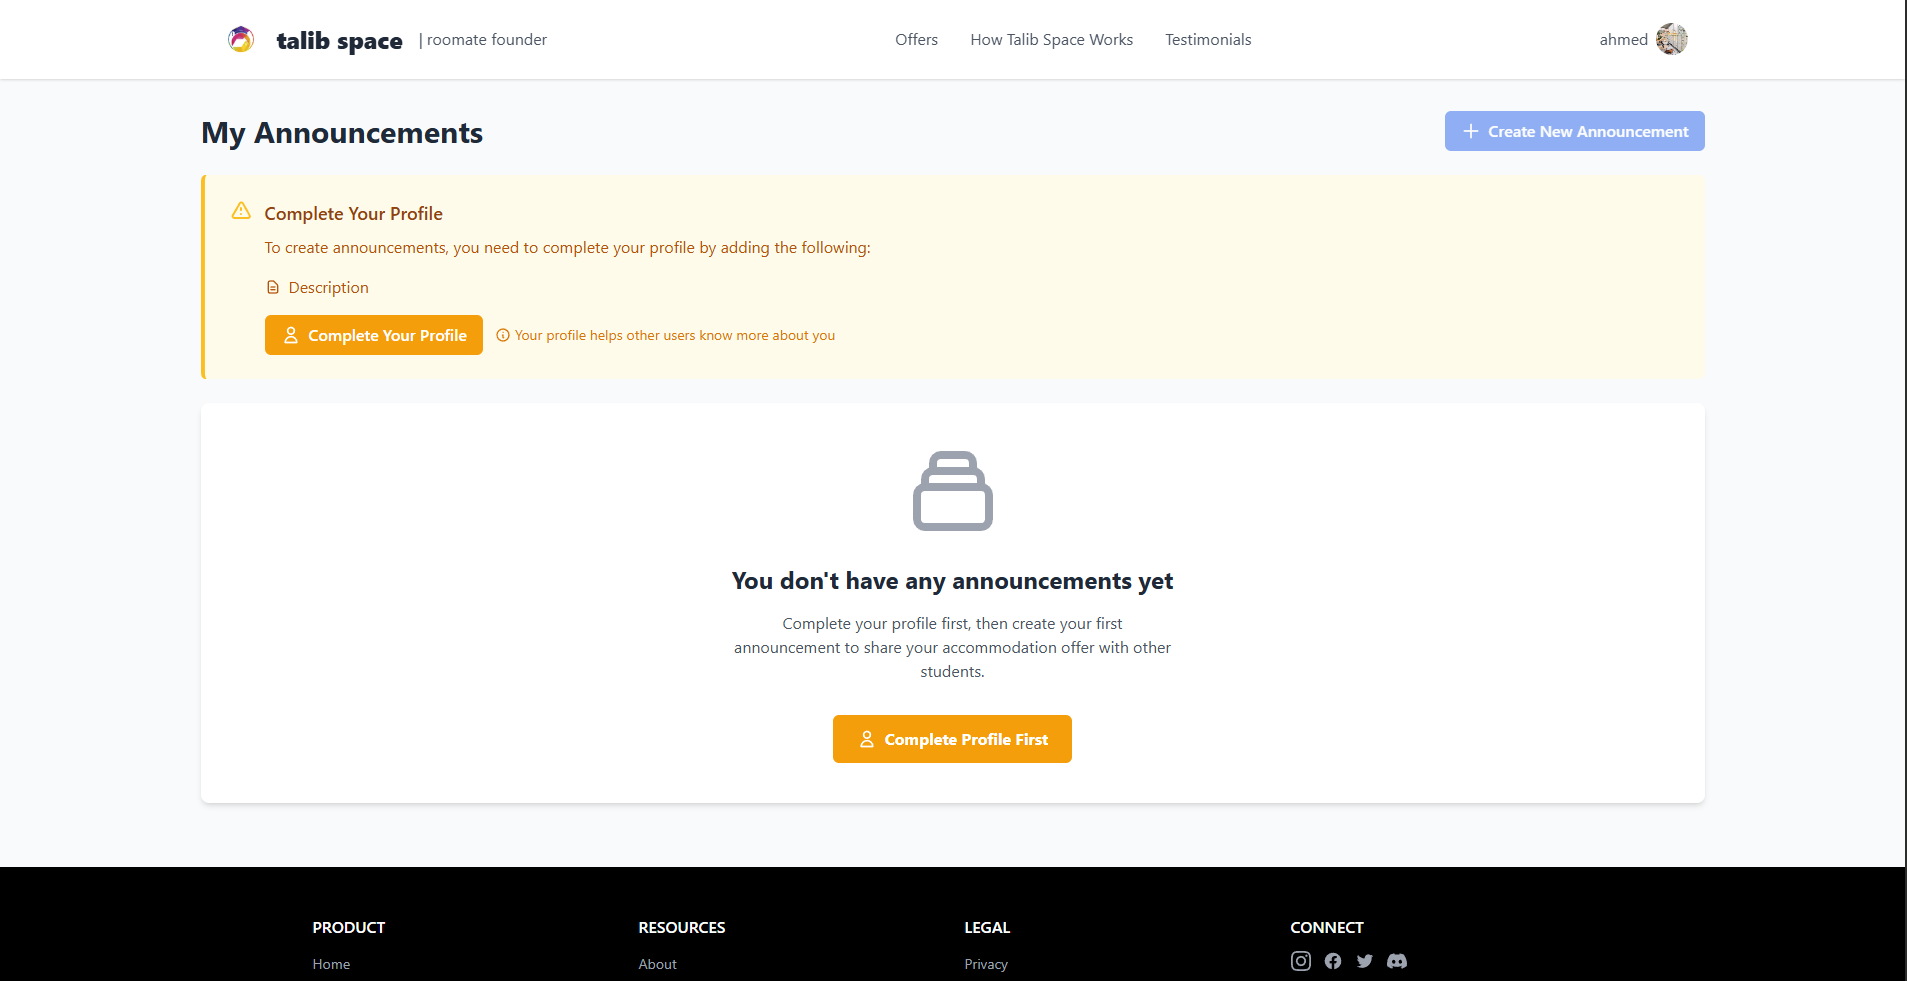 talib space | roomate founder
Offers
How Talib Space Works
Testimonials
ahmed
My Announcements
Create New Announcement
Complete Your Profile
To create announcements, you need to complete your profile by adding the following:
Description
Complete Your Profile
Your profile helps other users know more about you
You don't have any announcements yet
Complete your profile first, then create your first
announcement to share your accommodation offer with other
students.
Complete Profile First
PRODUCT
RESOURCES
LEGAL
CONNECT
Home
About
Privacy